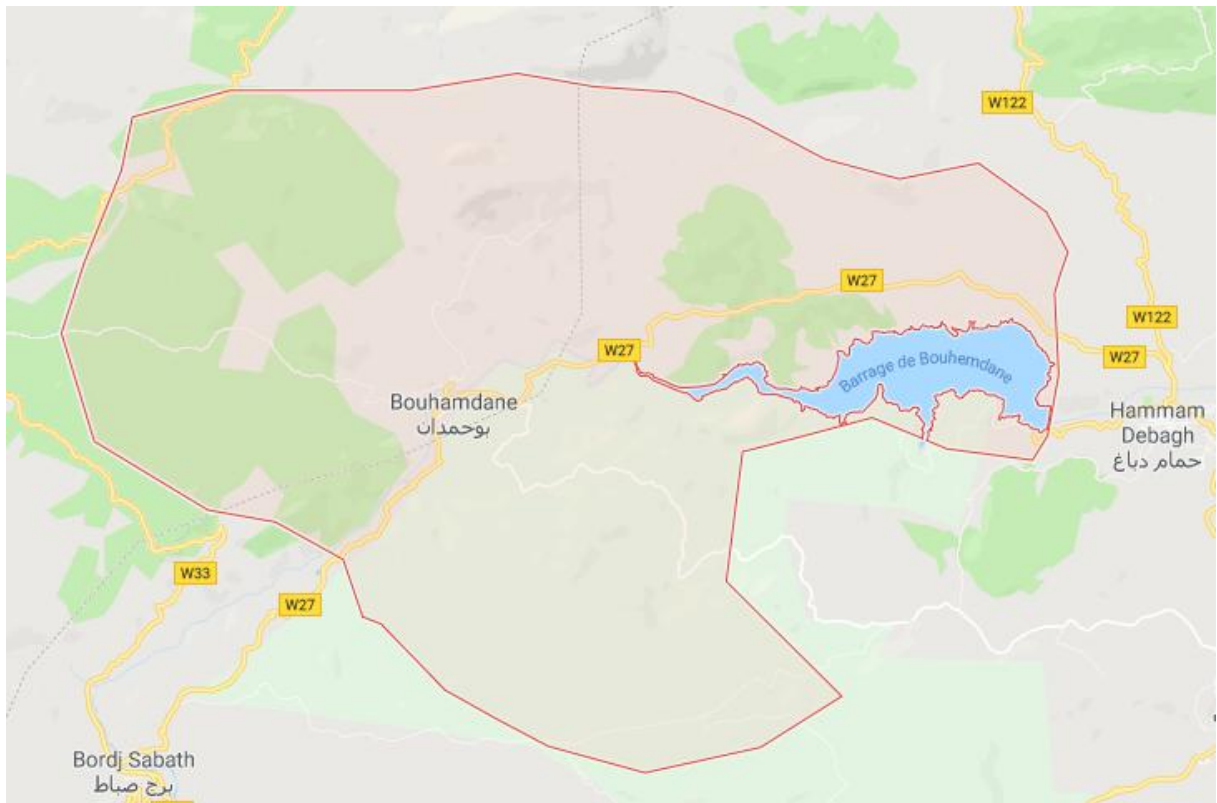 W122
W27
W122
W27
W27
Barrage de Bouhemdane
Bouhamdane
بوحمدان
Hammam
Debagh
حمام دباغ
W33
W27
Bordj Sabath
برج صباط